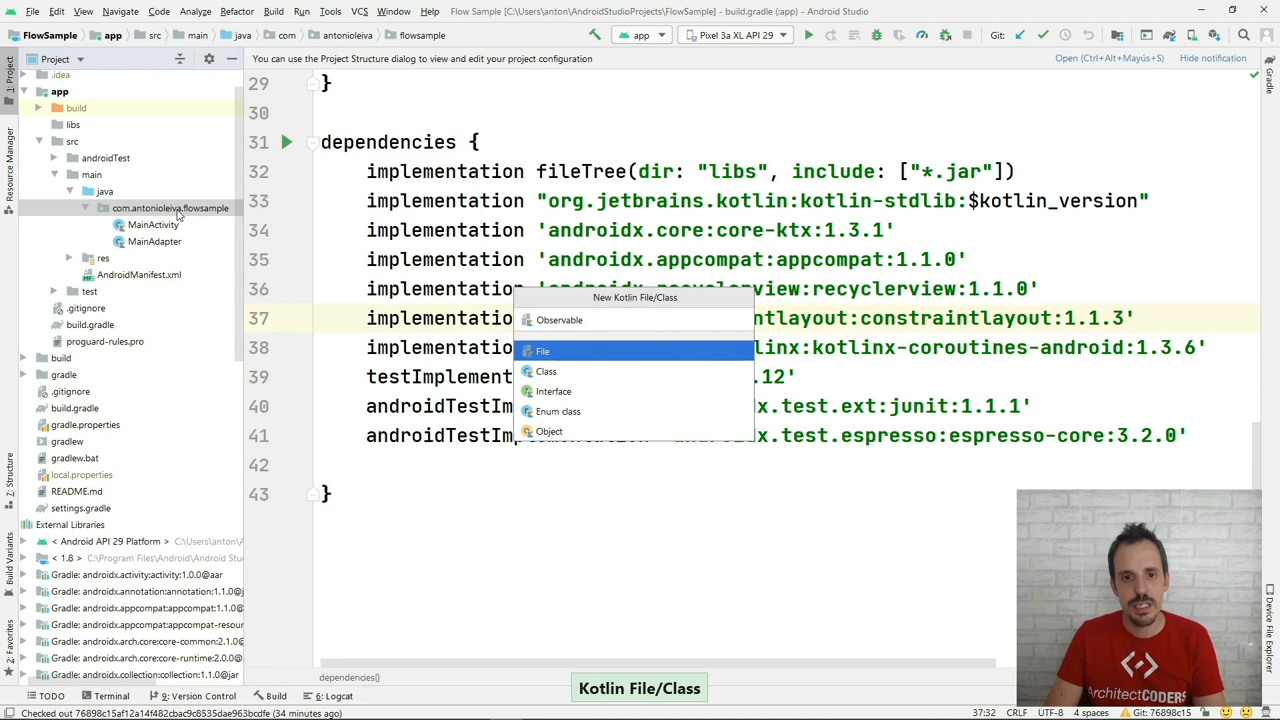 File Edit View Navigate Code Analyze Refactor Build Run Tools VCS Window Help Flow Sample [C:\Users\anton\AndroidStudioProjects\FlowSample] - build.gradle (app) - Android Studio
FlowSample app src main java com antonioleiva flowsample app Pixel 3a XL API 29 Git:
Project
You can use the Project Structure dialog to view and edit your project configuration Open (Ctrl+Alt+Mayús+S) Hide notification
1: Project
Resource Manager
Z: Structure
Build Variants
2: Favorites
Gradle
Device File Explorer
.idea
app
build
libs
src
androidTest
main
java
com.antonioleiva.flowsample
MainActivity
MainAdapter
res
AndroidManifest.xml
test
.gitignore
build.gradle
proguard-rules.pro
build
gradle
.gitignore
build.gradle
gradle.properties
gradlew
gradlew.bat
local.properties
README.md
settings.gradle
External Libraries
< Android API 29 Platform > C:\Users\anton\
< 1.8 > C:\Program Files\Android\Android Stu
Gradle: androidx.activity:activity:1.0.0@aar
Gradle: androidx.annotation:annotation:1.1.0@
Gradle: androidx.appcompat:appcompat:1.1.0@
Gradle: androidx.appcompat:appcompat-resour
Gradle: androidx.arch.core:core-common:2.1.0@
Gradle: androidx.arch.core:core-runtime:2.0.0@
Gradle: androidx.collection:collection:1.1.0@jar
29 }
30
31 dependencies {
32 implementation fileTree(dir: "libs", include: ["*.jar"])
33 implementation "org.jetbrains.kotlin:kotlin-stdlib:$kotlin_version"
34 implementation 'androidx.core:core-ktx:1.3.1'
35 implementation 'androidx.appcompat:appcompat:1.1.0'
36 implementation 'androidx.recyclerview:recyclerview:1.1.0'
37 implementatio ntlayout:constraintlayout:1.1.3'
38 implementatio linx:kotlinx-coroutines-android:1.3.6'
39 testImplement 12'
40 androidTestIm x.test.ext:junit:1.1.1'
41 androidTestImplementation 'androidx.test.espresso:espresso-core:3.2.0'
42
43 }
New Kotlin File/Class
Observable
File
Class
Interface
Enum class
Object
ArchitectCODERS
dependencies()
Kotlin File/Class
TODO Terminal 9: Version Control Build 6: Logcat
Checked out 76898c15af12a14f482cbac9c8535dae963bcdfe (34 minutes ago) 37:32 CRLF UTF-8 4 spaces Git: 76898c15